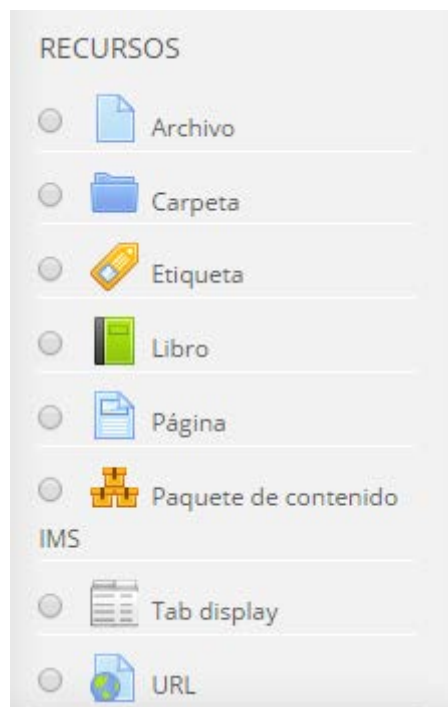 RECURSOS
Archivo
Carpeta
Etiqueta
Libro
Página
Paquete de contenido
IMS
Tab display
URL